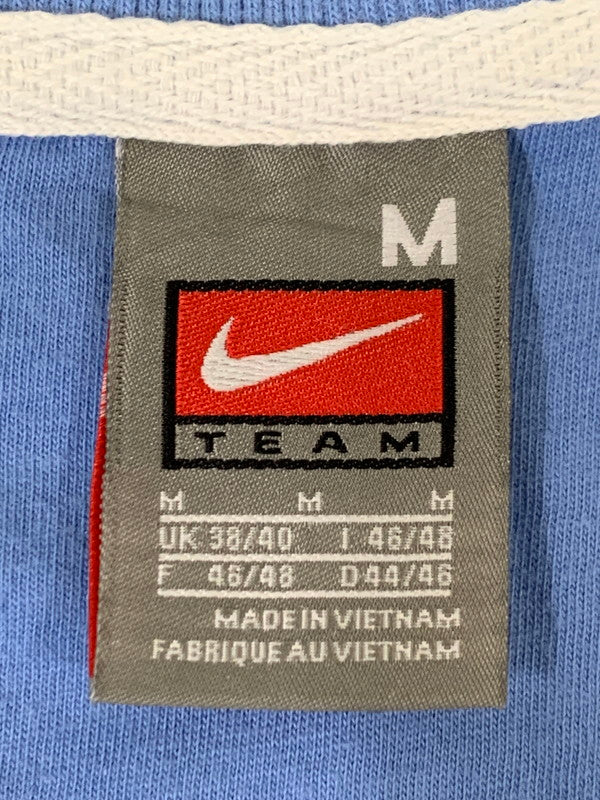 M
TEAM
M M M
UK 38/40 I 46/48
F 46/48 D 44/46
MADE IN VIETNAM
FABRIQUE AU VIETNAM